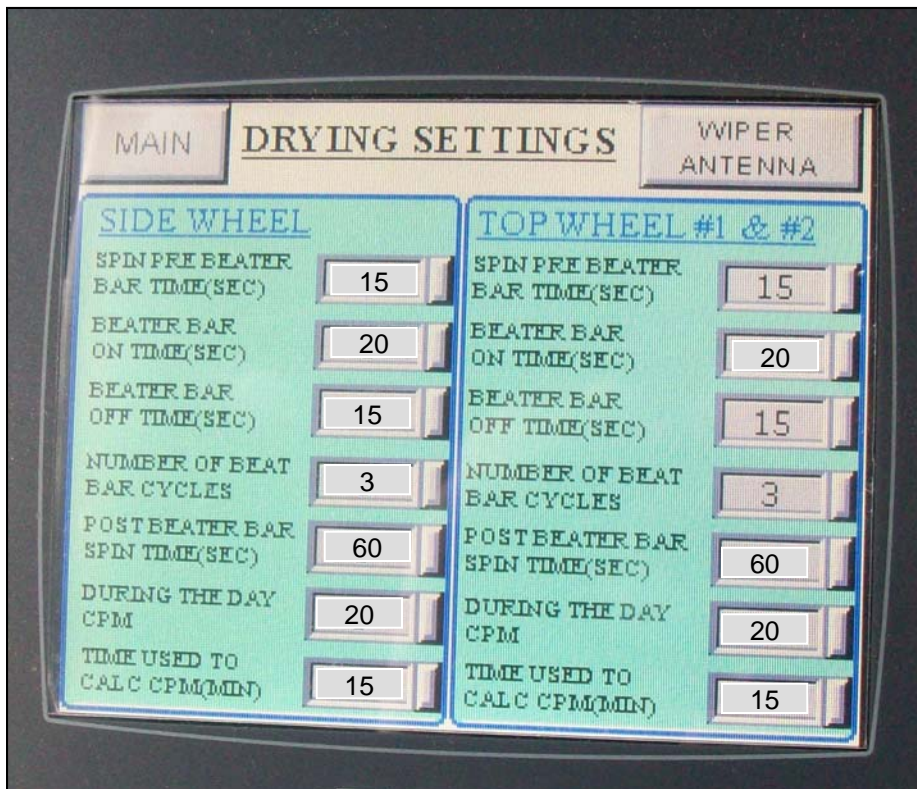 MAIN
DRYING SETTINGS
WIPER
ANTENNA
SIDE WHEEL
SPIN PRE BEATER
BAR TIME(SEC)
15
BEATER BAR
ON TIME(SEC)
20
BEATER BAR
OFF TIME(SEC)
15
NUMBER OF BEAT
BAR CYCLES
3
POST BEATER BAR
SPIN TIME(SEC)
60
DURING THE DAY
CPM
20
TIME USED TO
CALC CPM(MIN)
15
TOP WHEEL #1 & #2
SPIN PRE BEATER
BAR TIME(SEC)
15
BEATER BAR
ON TIME(SEC)
20
BEATER BAR
OFF TIME(SEC)
15
NUMBER OF BEAT
BAR CYCLES
3
POST BEATER BAR
SPIN TIME(SEC)
60
DURING THE DAY
CPM
20
TIME USED TO
CALC CPM(MIN)
15